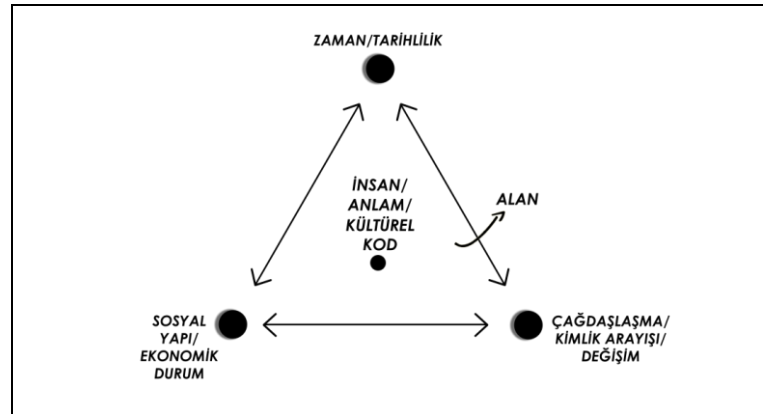 ZAMAN/TARİHLİLİK
İNSAN/
ANLAM/
KÜLTÜREL
KOD
ALAN
SOSYAL
YAPI/
EKONOMİK
DURUM
ÇAĞDAŞLAŞMA/
KİMLİK ARAYIŞI/
DEĞİŞİM